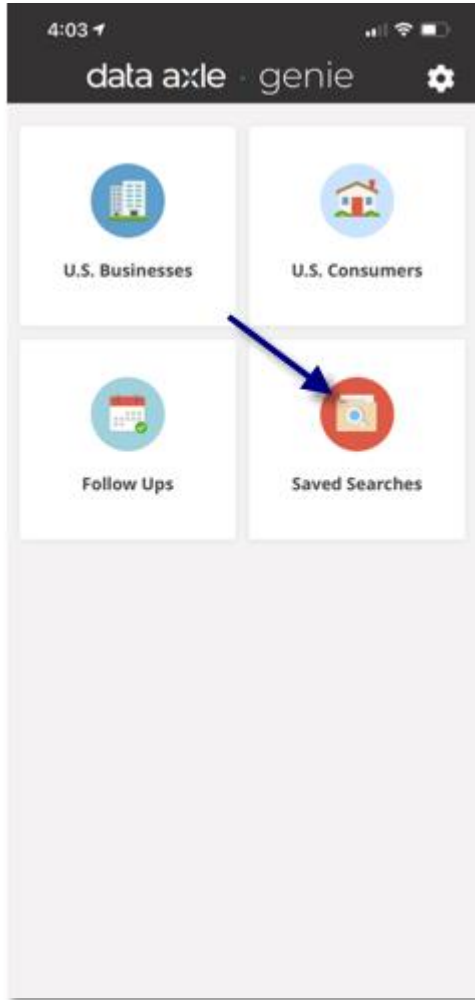 4:03
data axle genie
U.S. Businesses
U.S. Consumers
Follow Ups
Saved Searches